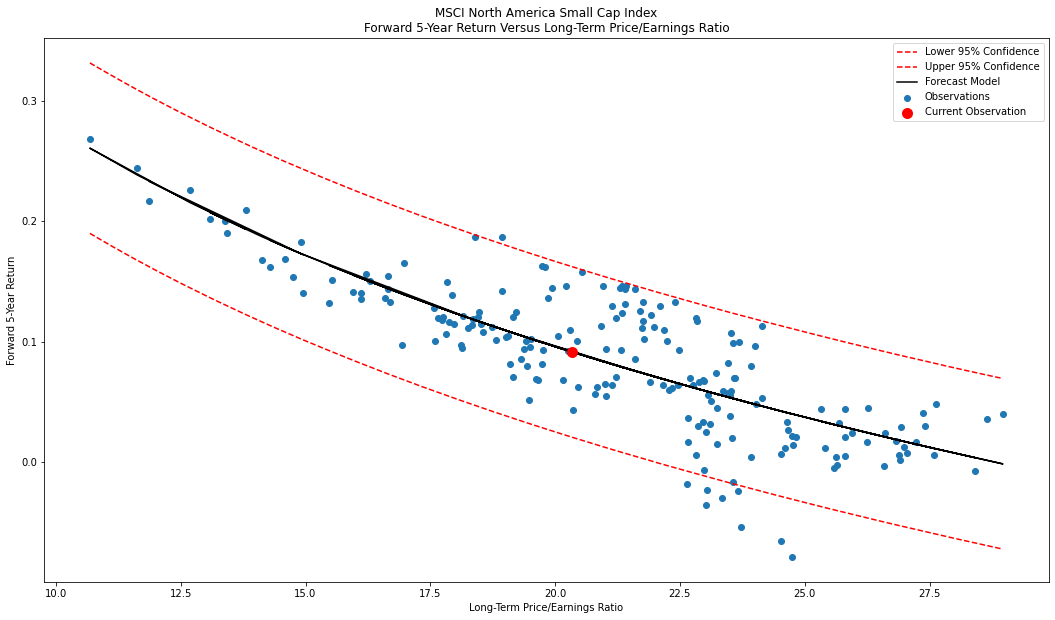 MSCI North America Small Cap Index
Forward 5-Year Return Versus Long-Term Price/Earnings Ratio
Lower 95% Confidence
Upper 95% Confidence
Forecast Model
Observations
Current Observation
Forward 5-year Return
0.3
0.2
0.1
0.0
10.0 12.5 15.0 17.5 20.0 22.5 25.0 27.5
Long-Term Price/Earnings Ratio